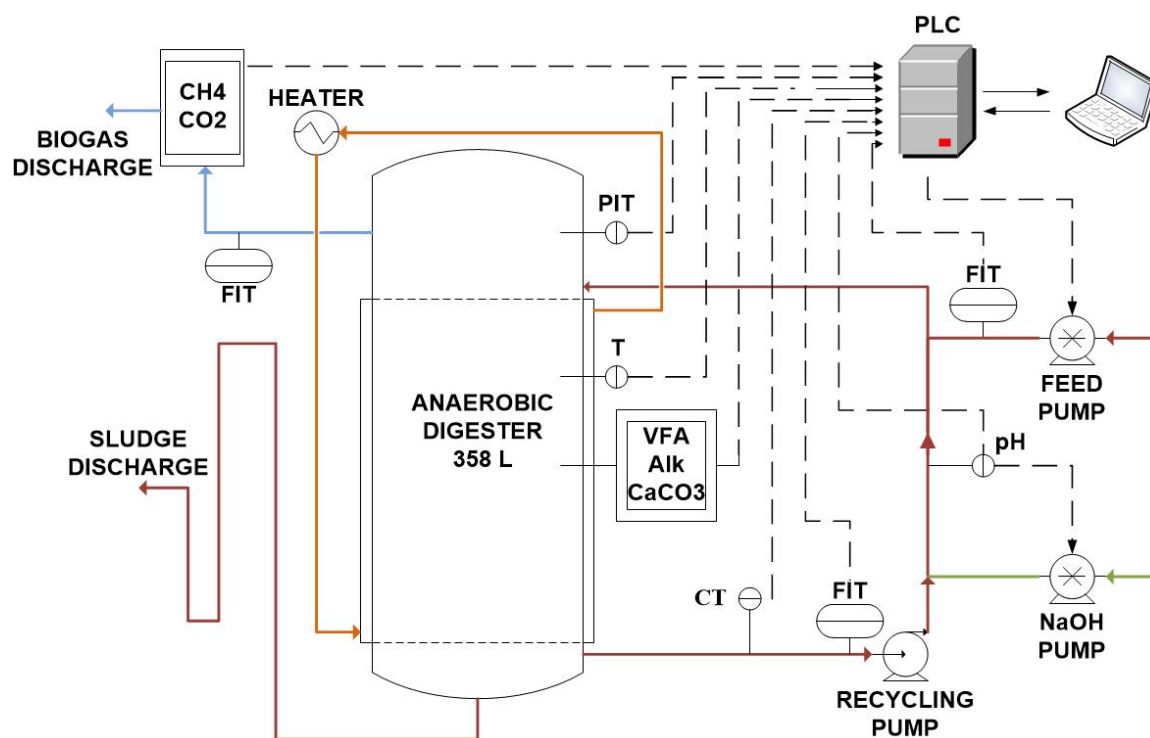 PLC
CH4
CO2
HEATER
BIOGAS
DISCHARGE
PIT
FIT
FIT
T
FEED
PUMP
ANAEROBIC
DIGESTER
358 L
VFA
Alk
CaCO3
SLUDGE
DISCHARGE
pH
CT
FIT
NaOH
PUMP
RECYCLING
PUMP